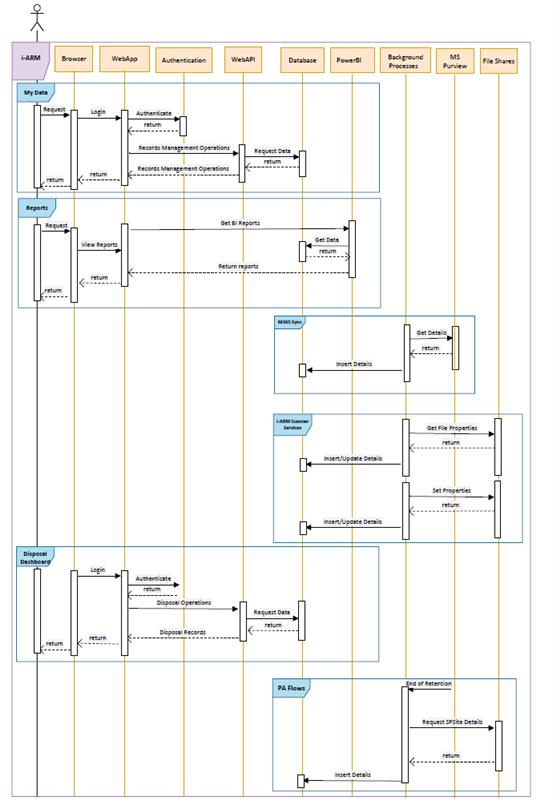 i-ARM
Browser
WebApp
Authentication
WebAPI
Database
PowerBI
Background
Processes
MS
Purview
File Shares
My Data
Request
Login
Authenticate
return
Records Management Operations
Request Data
return
Records Management Operations
return
return
Reports
Request
Get BI Reports
View Reports
Get Data
return
Return reports
return
return
M365 Sync
Get Details
return
Insert Details
i-ARM Scanner
Services
Get File Properties
return
Insert/Update Details
Set Properties
return
Insert/Update Details
Disposal
Dashboard
Login
Authenticate
return
Disposal Operations
Request Data
return
Disposal Records
return
return
PA Flows
End of Retention
Request SPSite Details
return
Insert Details